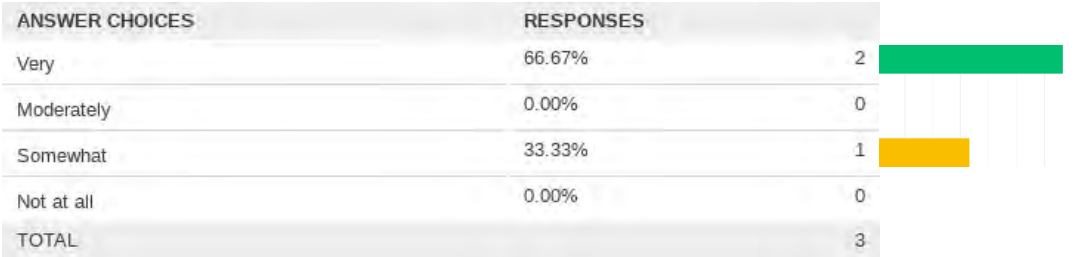 ANSWER CHOICES RESPONSES
Very 66.67% 2
Moderately 0.00% 0
Somewhat 33.33% 1
Not at all 0.00% 0
TOTAL 3